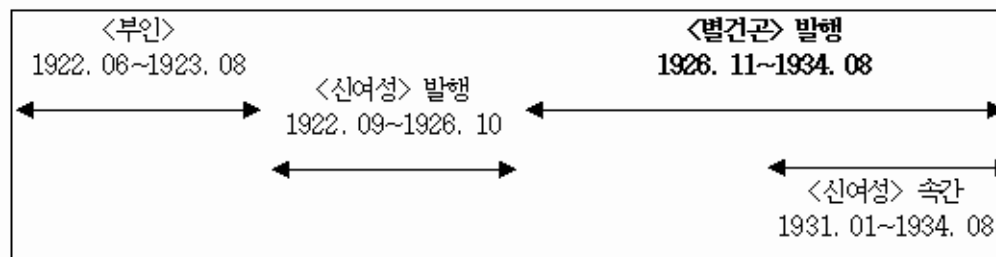 <부인>
1922. 06~1923. 08
<신여성> 발행
1922. 09~1926. 10
<별건곤> 발행
1926. 11~1934. 08
<신여성> 속간
1931. 01~1934. 08